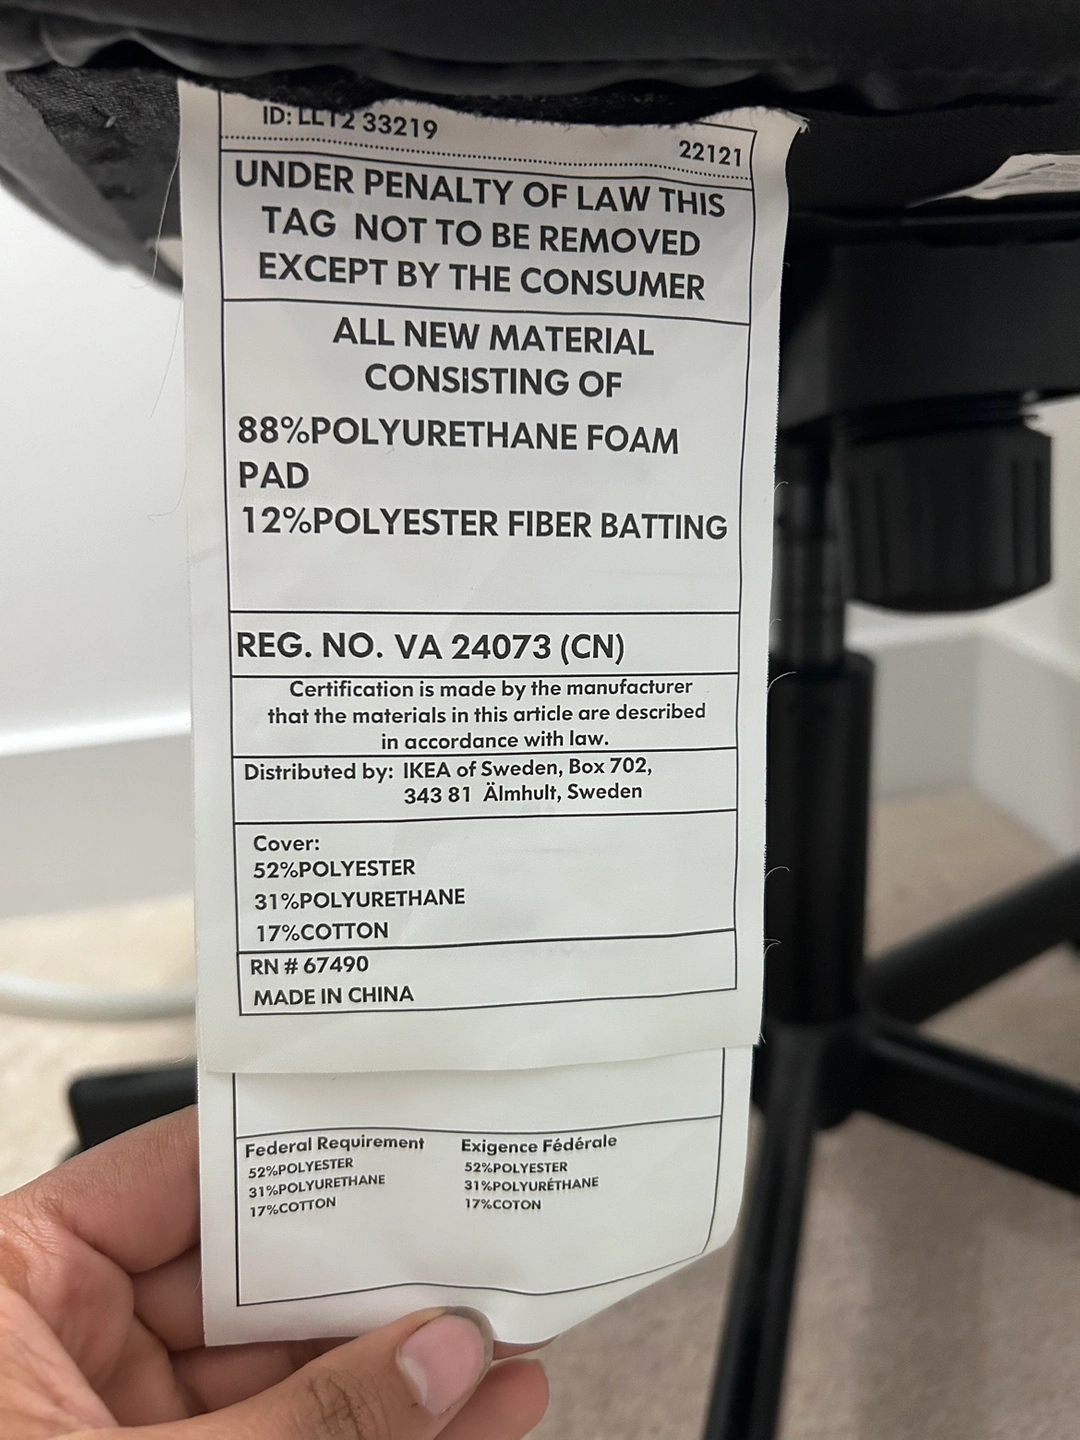 ID: LLT2 33219
22121
UNDER PENALTY OF LAW THIS
TAG NOT TO BE REMOVED
EXCEPT BY THE CONSUMER
ALL NEW MATERIAL
CONSISTING OF
88%POLYURETHANE FOAM
PAD
12%POLYESTER FIBER BATTING
REG. NO. VA 24073 (CN)
Certification is made by the manufacturer
that the materials in this article are described
in accordance with law.
Distributed by: IKEA of Sweden, Box 702,
343 81 Älmhult, Sweden
Cover:
52%POLYESTER
31%POLYURETHANE
17%COTTON
RN # 67490
MADE IN CHINA
Federal Requirement
52%POLYESTER
31%POLYURETHANE
17%COTTON
Exigence Fédérale
52%POLYESTER
31%POLYURÉTHANE
17%COTON